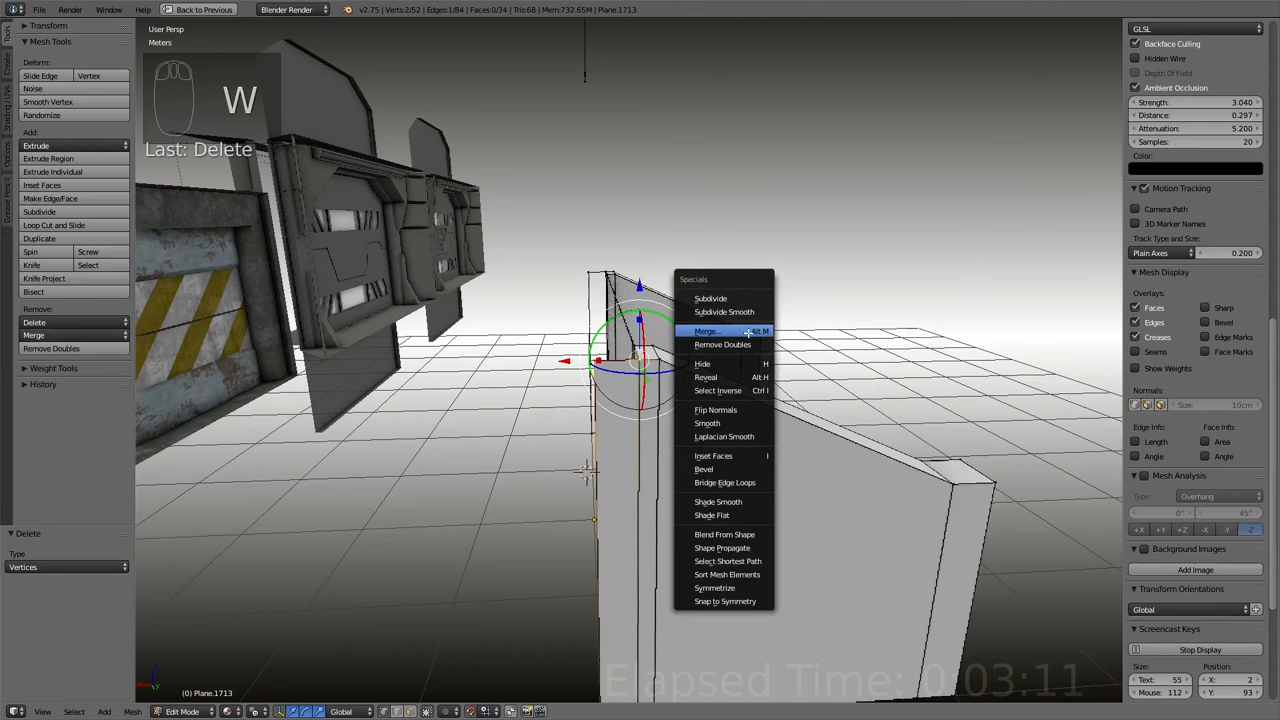 File Render Window Help Back to Previous Blender Render v2.75 | Verts:2/52 | Edges:1/84 | Faces:0/34 | Tris:68 | Mem:732.65M | Plane.1713
Tools
Create
Shading / UVs
Options
Grease Pencil
Transform
Mesh Tools
Deform:
Slide Edge Vertex
Noise
Smooth Vertex
Randomize
Add:
Extrude
Extrude Region
Extrude Individual
Inset Faces
Make Edge/Face
Subdivide
Loop Cut and Slide
Duplicate
Spin Screw
Knife Select
Knife Project
Bisect
Remove:
Delete
Merge
Remove Doubles
Weight Tools
History
Delete
Type
Vertices
User Persp
Meters
W
Last: Delete
Specials
Subdivide
Subdivide Smooth
Merge... Alt M
Remove Doubles
Hide H
Reveal Alt H
Select Inverse Ctrl I
Flip Normals
Smooth
Laplacian Smooth
Inset Faces I
Bevel
Bridge Edge Loops
Shade Smooth
Shade Flat
Blend From Shape
Shape Propagate
Select Shortest Path
Sort Mesh Elements
Symmetrize
Snap to Symmetry
Elapsed Time: 0:03:11
(0) Plane.1713
GLSL
Backface Culling
Hidden Wire
Depth Of Field
Ambient Occlusion
Strength: 3.040
Distance: 0.297
Attenuation: 5.200
Samples: 20
Color:
Motion Tracking
Camera Path
3D Marker Names
Track Type and Size:
Plain Axes 0.200
Mesh Display
Overlays:
Faces Sharp
Edges Bevel
Creases Edge Marks
Seams Face Marks
Show Weights
Normals:
Size: 10cm
Edge Info: Face Info:
Length Area
Angle Angle
Mesh Analysis
Type: Overhang
0° 45°
+X +Y +Z -X -Y -Z
Background Images
Add Image
Transform Orientations
Global
Screencast Keys
Stop Display
Size: Position:
Text: 55 X: 2
Mouse: 112 Y: 93
View Select Add Mesh Edit Mode Global